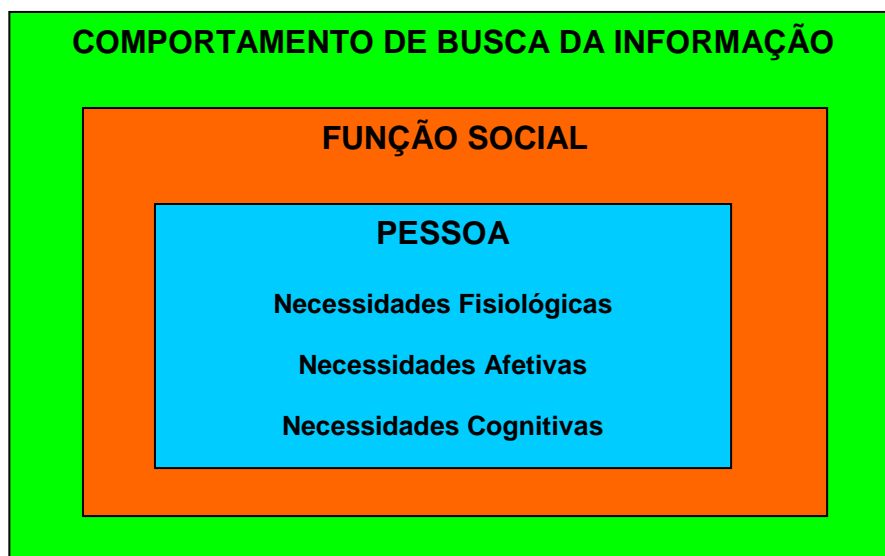 COMPORTAMENTO DE BUSCA DA INFORMAÇÃO
FUNÇÃO SOCIAL
PESSOA
Necessidades Fisiológicas
Necessidades Afetivas
Necessidades Cognitivas